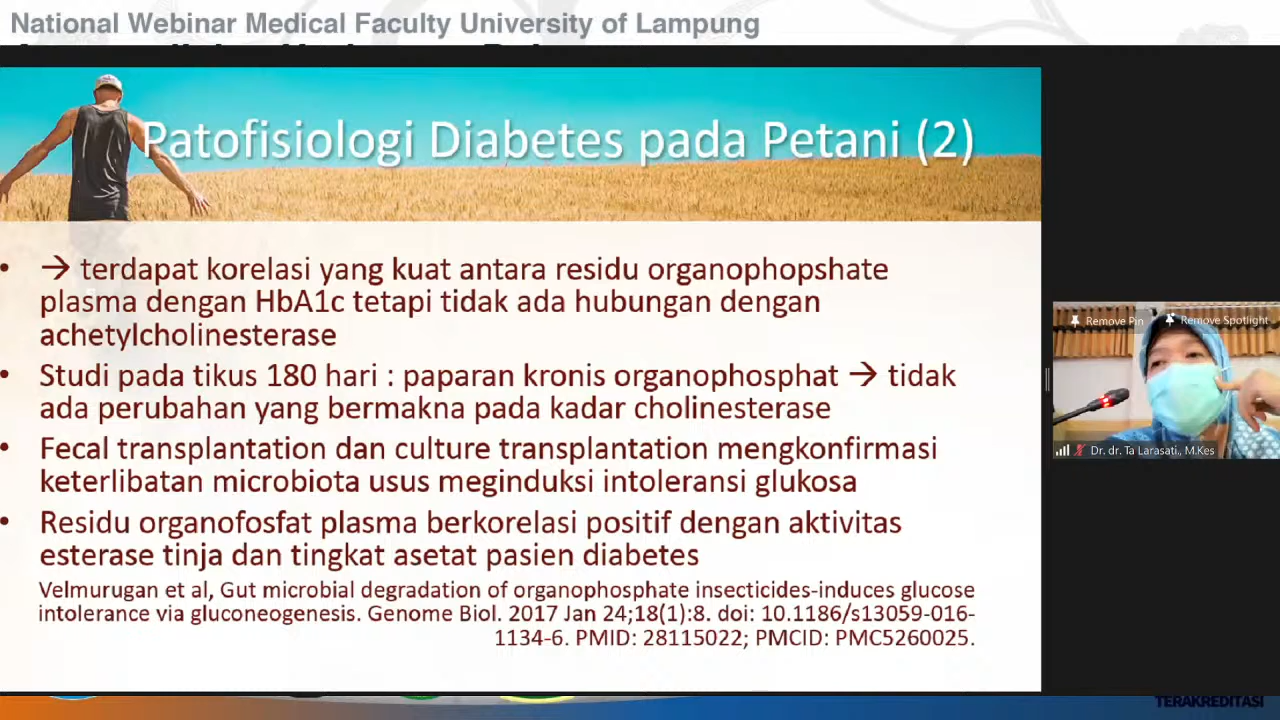 National Webinar Medical Faculty University of Lampung
Patofisiologi Diabetes pada Petani (2)
• → terdapat korelasi yang kuat antara residu organophopshate
plasma dengan HbA1c tetapi tidak ada hubungan dengan
achetylcholinesterase
• Studi pada tikus 180 hari : paparan kronis organophosphat → tidak
ada perubahan yang bermakna pada kadar cholinesterase
• Fecal transplantation dan culture transplantation mengkonfirmasi
keterlibatan microbiota usus meginduksi intoleransi glukosa
• Residu organofosfat plasma berkorelasi positif dengan aktivitas
esterase tinja dan tingkat asetat pasien diabetes
Velmurugan et al, Gut microbial degradation of organophosphate insecticides-induces glucose
intolerance via gluconeogenesis. Genome Biol. 2017 Jan 24;18(1):8. doi: 10.1186/s13059-016-
1134-6. PMID: 28115022; PMCID: PMC5260025.
Remove Pin Remove Spotlight
Dr. dr. Ta Larasati., M.Kes
TERAKREDITASI